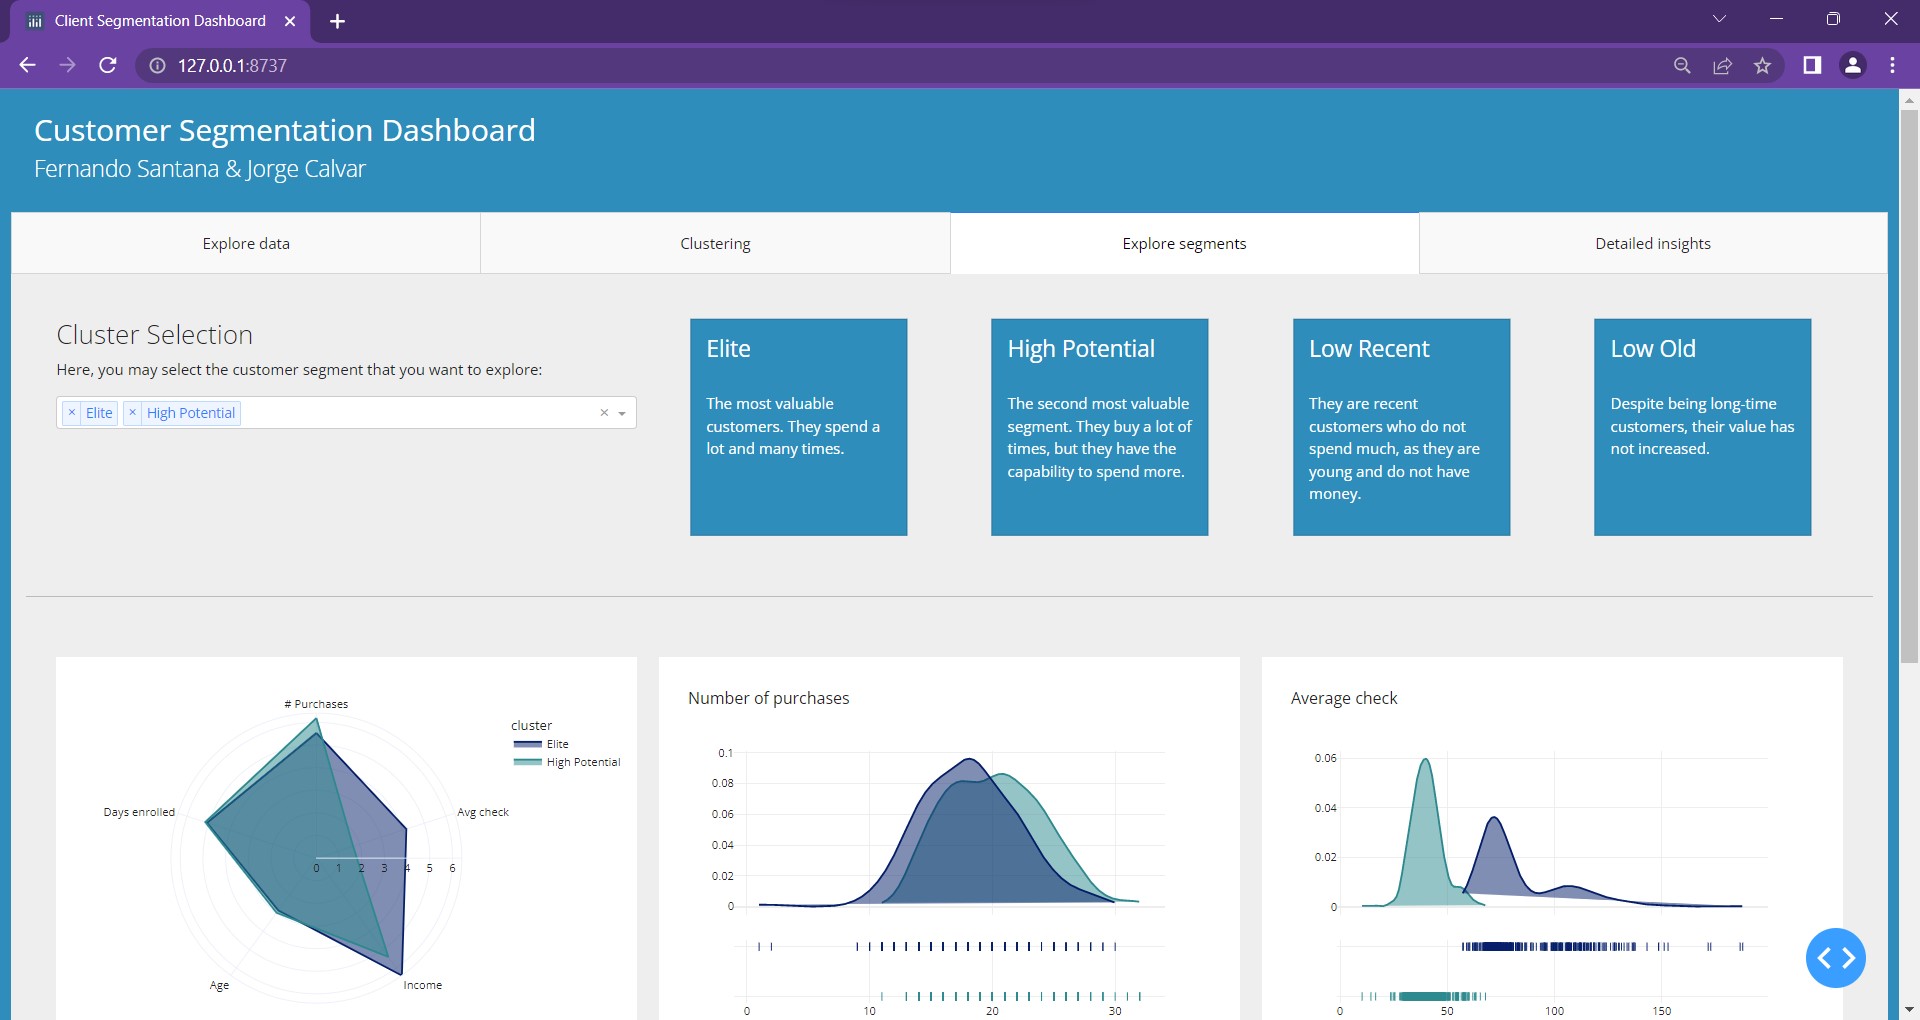 Client Segmentation Dashboard
127.0.0.1:8737
Customer Segmentation Dashboard
Fernando Santana & Jorge Calvar
Explore data
Clustering
Explore segments
Detailed insights
Cluster Selection
Here, you may select the customer segment that you want to explore:
× Elite × High Potential
Elite
The most valuable
customers. They spend a
lot and many times.
High Potential
The second most valuable
segment. They buy a lot of
times, but they have the
capability to spend more.
Low Recent
They are recent
customers who do not
spend much, as they are
young and do not have
money.
Low Old
Despite being long-time
customers, their value has
not increased.
# Purchases
Avg check
Days enrolled
0 1 2 3 4 5 6
Age
Income
cluster
Elite
High Potential
Number of purchases
0.1
0.08
0.06
0.04
0.02
0
0 10 20 30
Average check
0.06
0.04
0.02
0
0 50 100 150